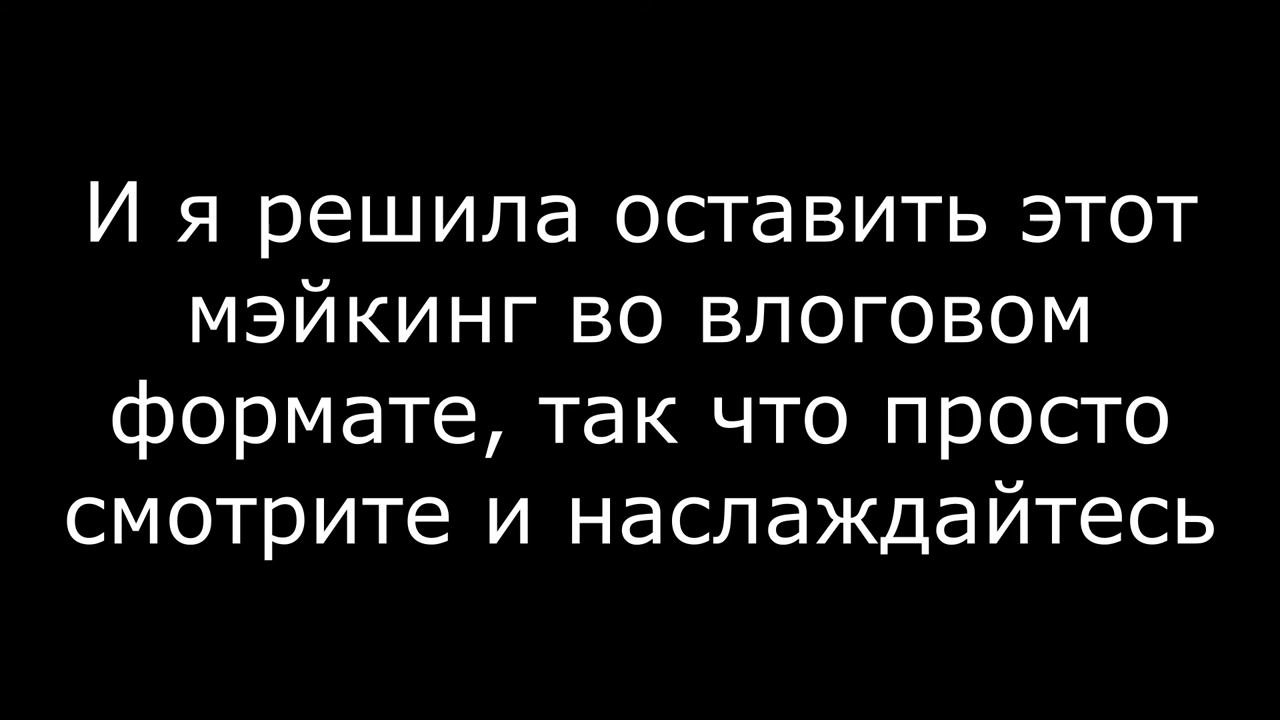 И я решила оставить этот
мэйкинг во влоговом
формате, так что просто
смотрите и наслаждайтесь